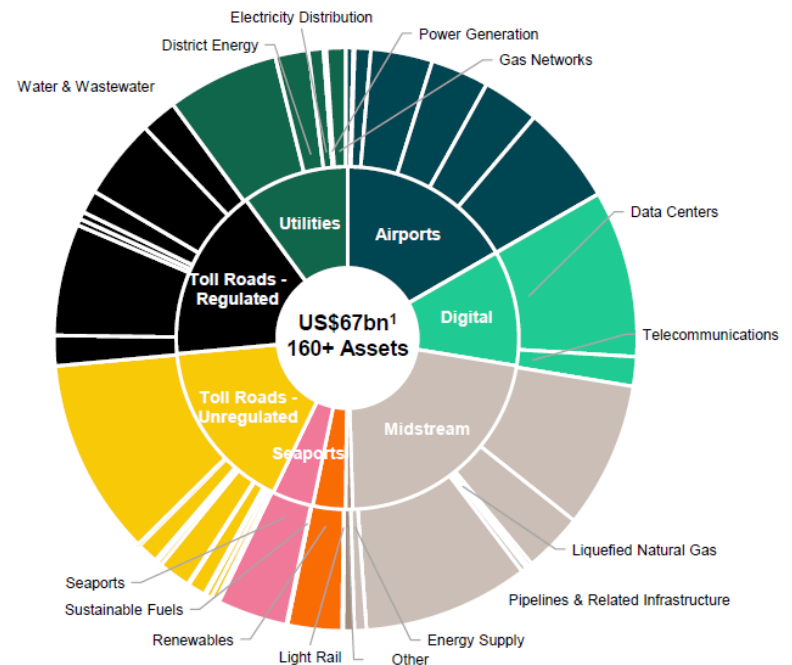 Electricity Distribution
District Energy
Power Generation
Gas Networks
Water & Wastewater
Utilities
Airports
Data Centers
Toll Roads -
Regulated
Digital
US$67bn¹
160+ Assets
Telecommunications
Toll Roads -
Unregulated
Midstream
Seaports
Liquefied Natural Gas
Seaports
Pipelines & Related Infrastructure
Sustainable Fuels
Renewables
Energy Supply
Light Rail
Other